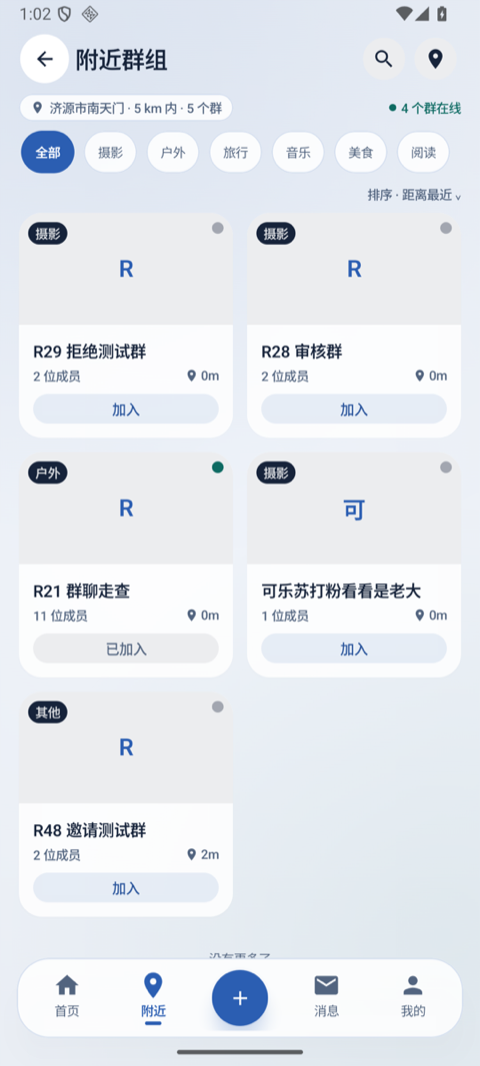 1:02
附近群组
济源市南天门 · 5 km 内 · 5 个群
4 个群在线
全部 摄影 户外 旅行 音乐 美食 阅读
排序 · 距离最近
摄影
R
R29 拒绝测试群
2 位成员 0m
加入
摄影
R
R28 审核群
2 位成员 0m
加入
户外
R
R21 群聊走查
11 位成员 0m
已加入
摄影
可
可乐苏打粉看看是老大
1 位成员 0m
加入
其他
R
R48 邀请测试群
2 位成员 2m
加入
没有更多了
首页 附近 + 消息 我的